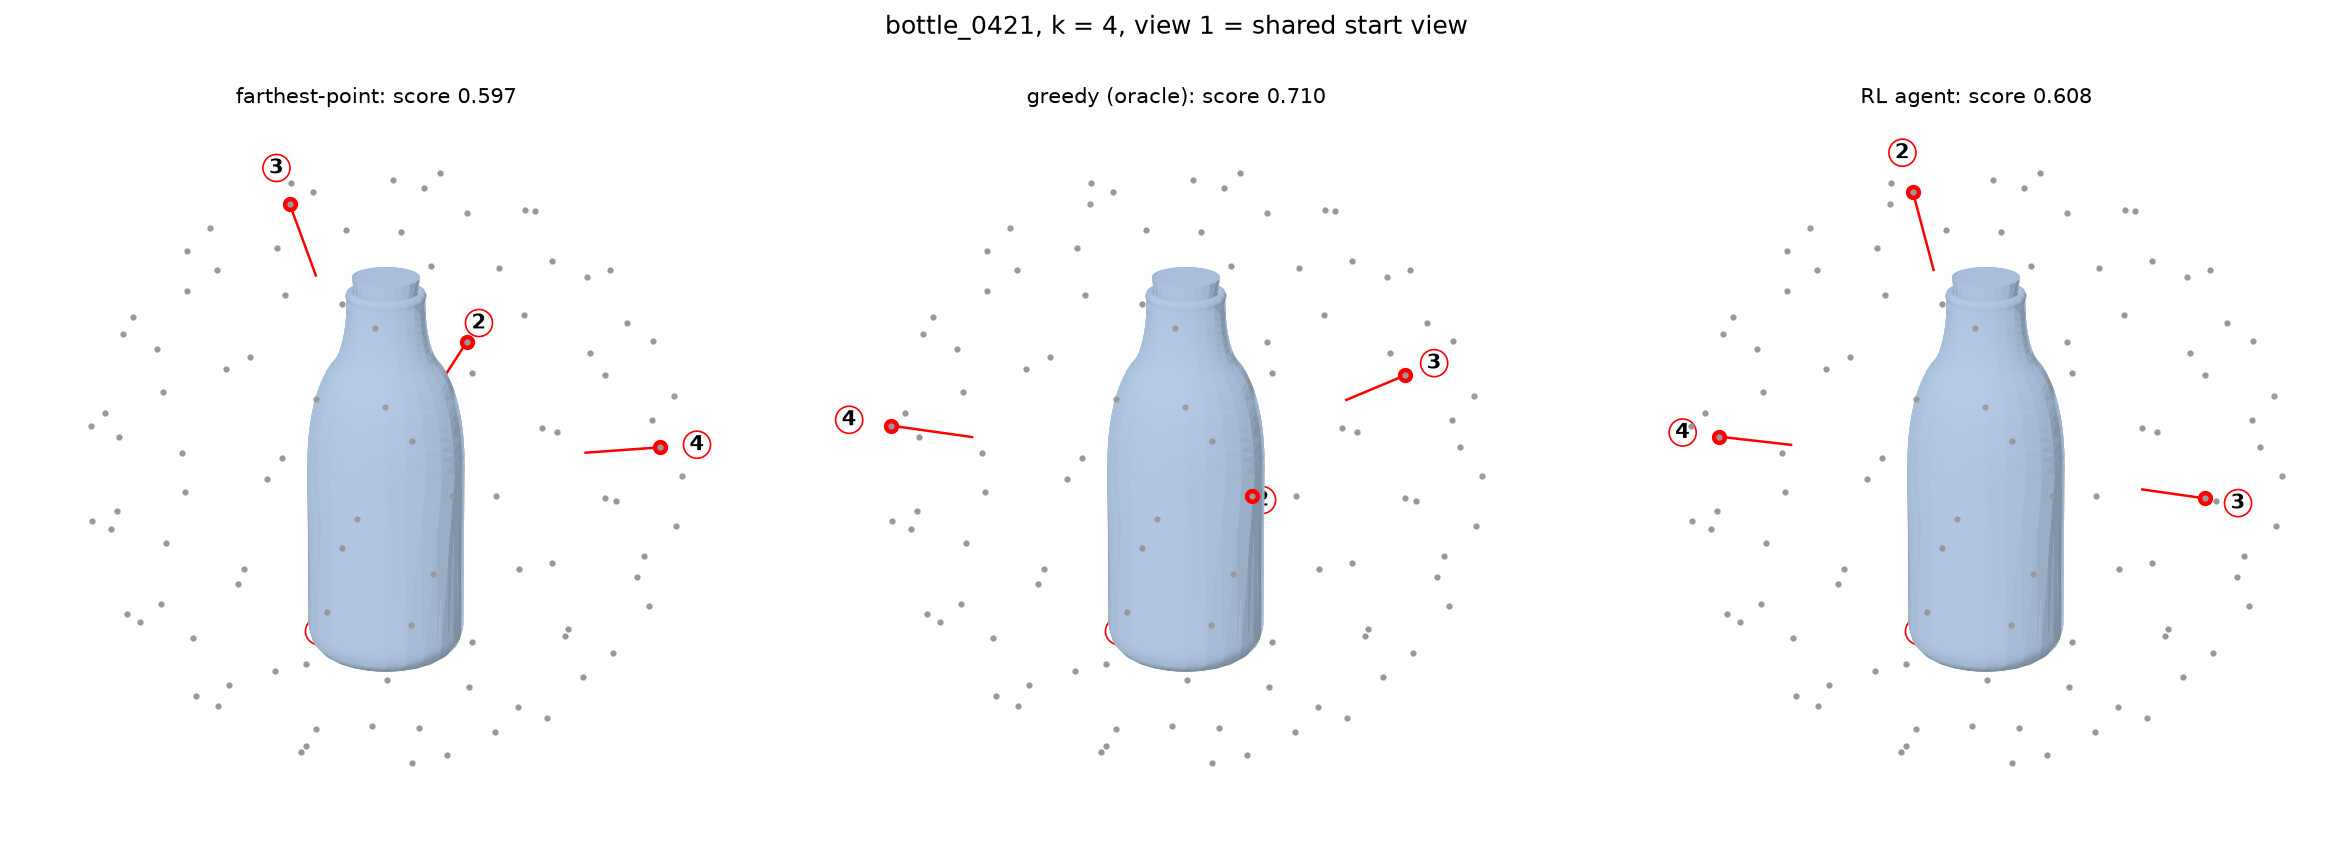 bottle_0421, k = 4, view 1 = shared start view
farthest-point: score 0.597
3
2
4
greedy (oracle): score 0.710
3
4
2
RL agent: score 0.608
2
4
3